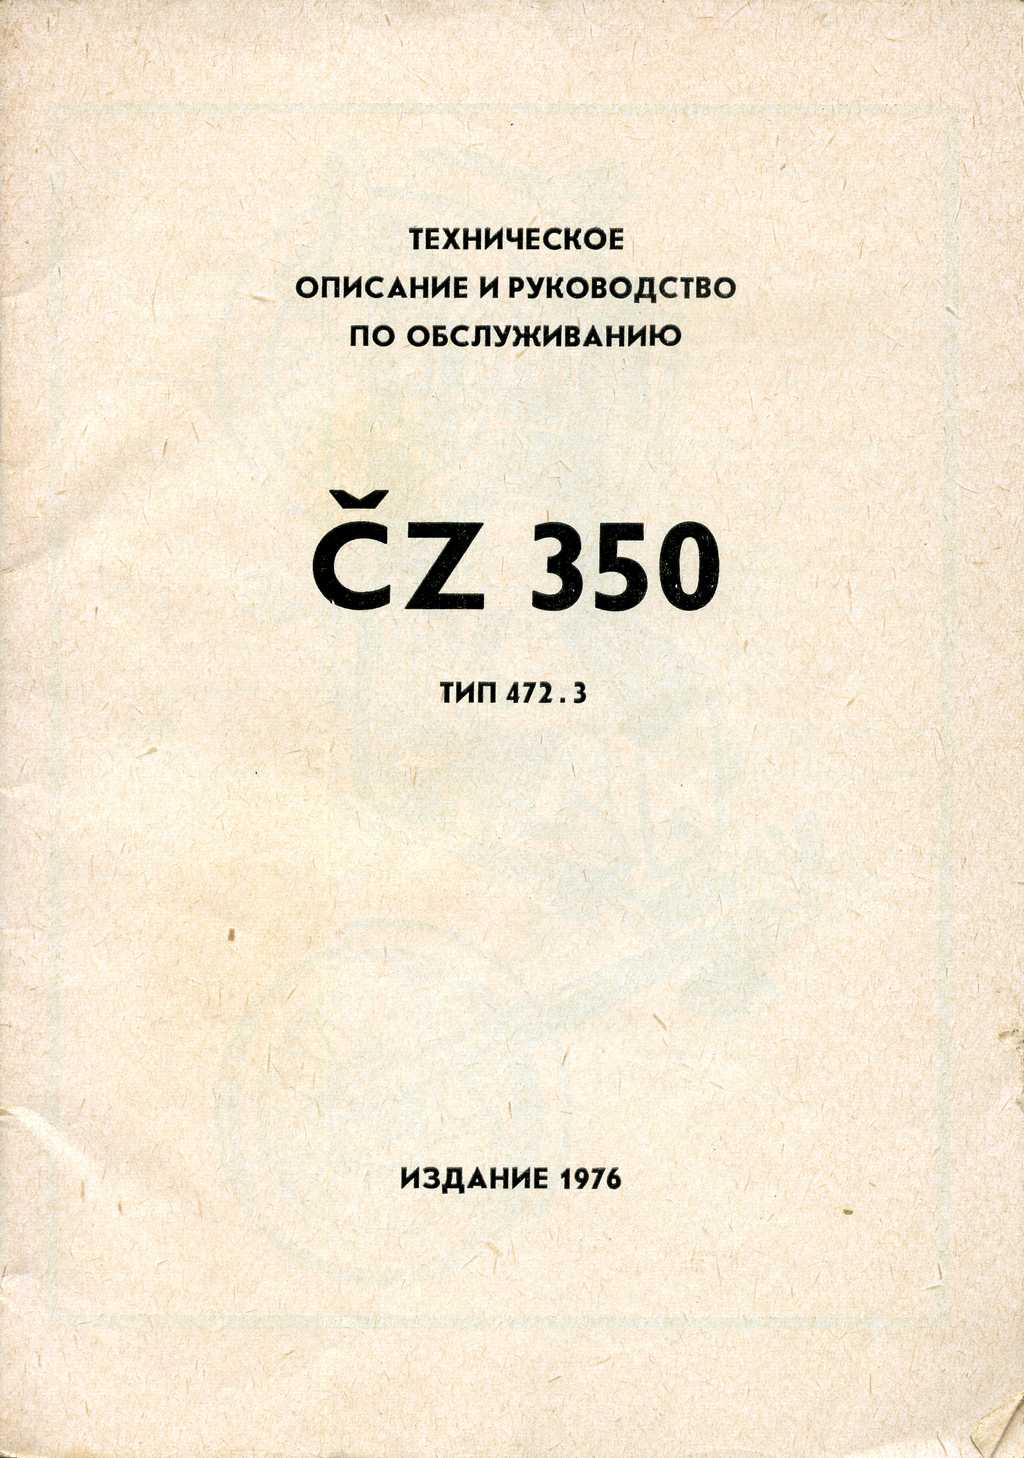 ТЕХНИЧЕСКОЕ
ОПИСАНИЕ И РУКОВОДСТВО
ПО ОБСЛУЖИВАНИЮ
ČZ 350
ТИП 472.3
ИЗДАНИЕ 1976